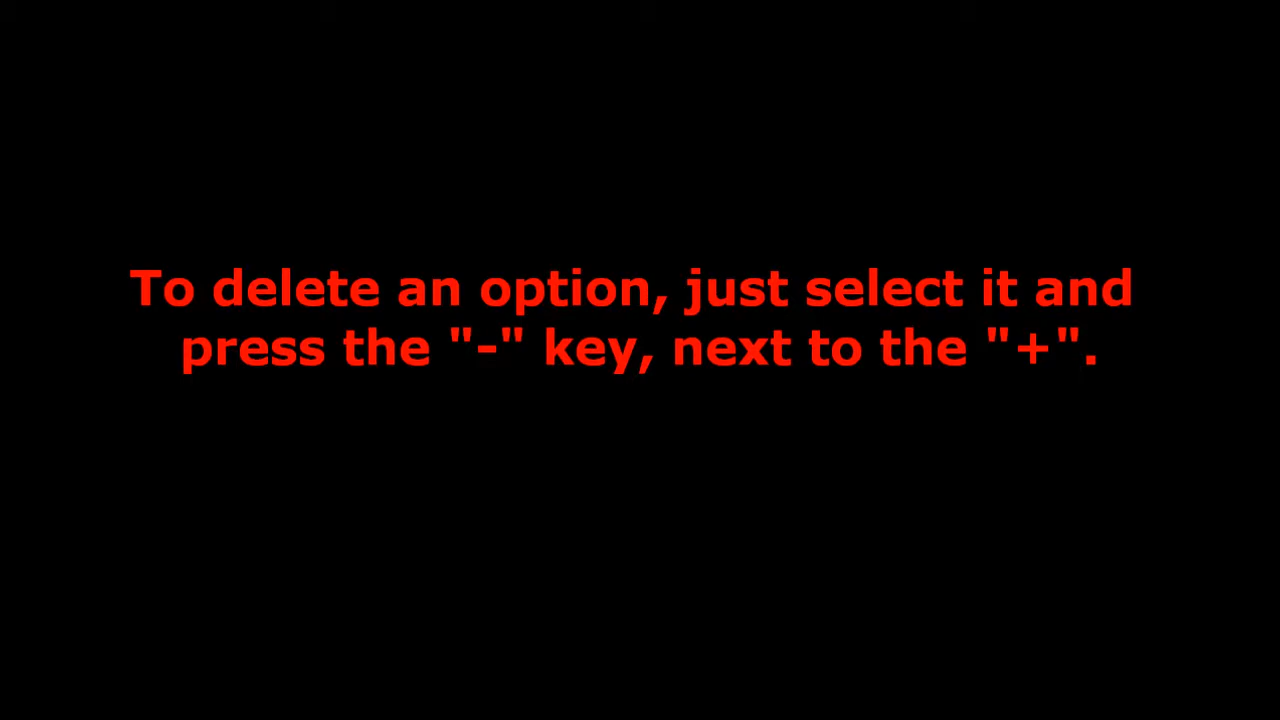 To delete an option, just select it and
press the "-" key, next to the "+".